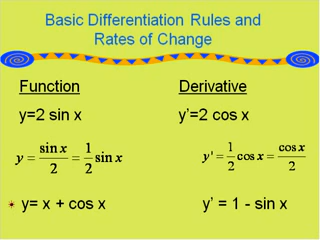 Basic Differentiation Rules and
Rates of Change
Function Derivative
y=2 sin x y’=2 cos x
y = sin x / 2 = 1/2 sin x y' = 1/2 cos x = cos x / 2
y= x + cos x y’ = 1 - sin x